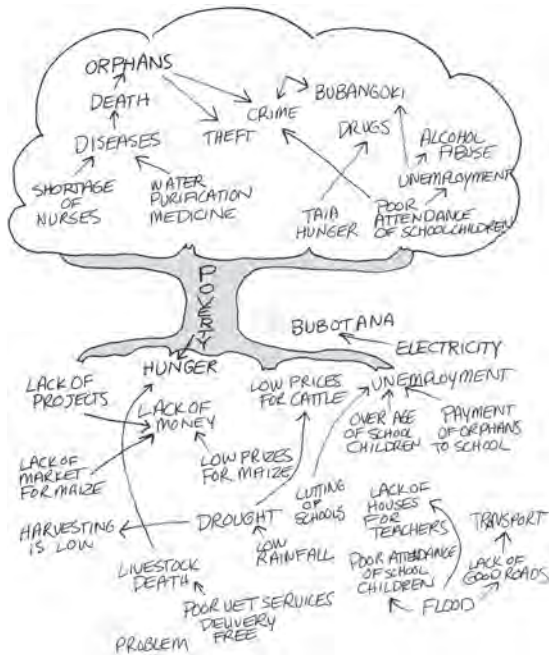 ORPHANS
DEATH
DISEASES
SHORTAGE
OF
NURSES
WATER
PURIFICATION
MEDICINE
THEFT
CRIME
BUBANGOKI
DRUGS
ALCOHOL
ABUSE
UNEMPLOYMENT
TAIA
HUNGER
POOR
ATTENDANCE
OF SCHOOLCHILDREN
POVERTY
BUBOTANA
ELECTRICITY
HUNGER
LACK OF
PROJECTS
LACK OF
MONEY
LOW PRICES
FOR CATTLE
UNEMPLOYMENT
OVER AGE
OF SCHOOL
CHILDREN
PAYMENT
OF ORPHANS
TO SCHOOL
LACK OF
MARKET
FOR MAIZE
LOW PRIZES
FOR MAIZE
LUTTING
OF
SCHOOLS
LACK OF
HOUSES
FOR
TEACHERS
TRANSPORT
HARVESTING
IS LOW
DROUGHT
LOW
RAINFALL
LIVESTOCK
DEATH
POOR ATTENDANCE
OF SCHOOL
CHILDREN
LACK OF
GOOD ROADS
POOR VET SERVICES
DELIVERY
FREE
FLOOD
PROBLEM